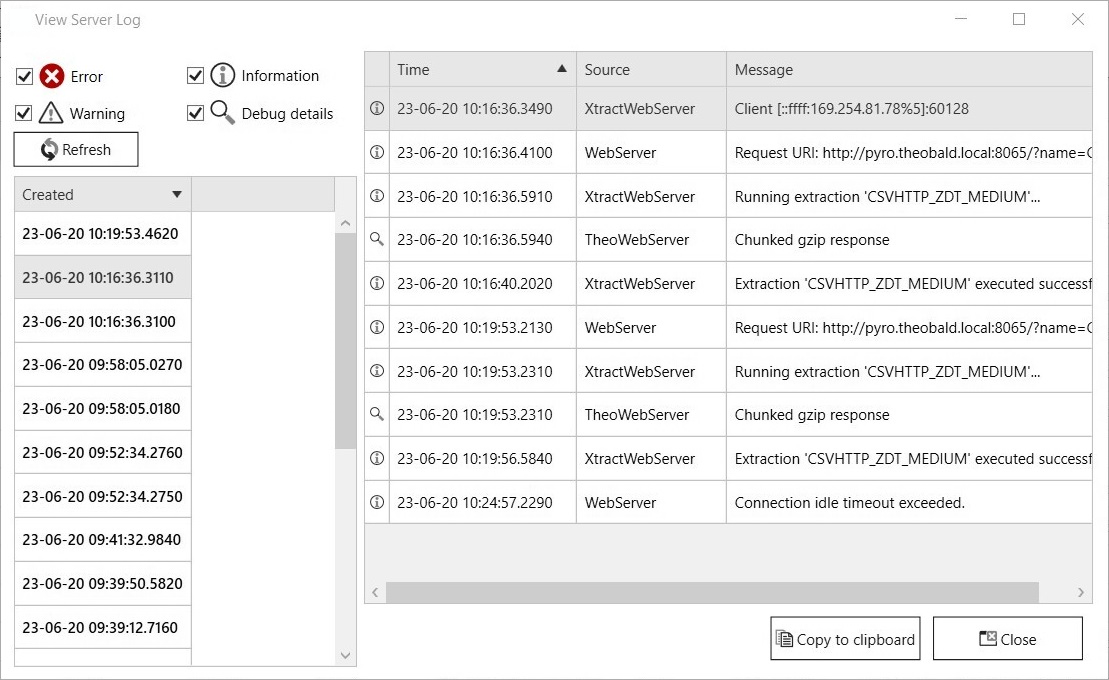 View Server Log
Error
Information
Warning
Debug details
Refresh
Created
23-06-20 10:19:53.4620
23-06-20 10:16:36.3110
23-06-20 10:16:36.3100
23-06-20 09:58:05.0270
23-06-20 09:58:05.0180
23-06-20 09:52:34.2760
23-06-20 09:52:34.2750
23-06-20 09:41:32.9840
23-06-20 09:39:50.5820
23-06-20 09:39:12.7160
Time Source Message
23-06-20 10:16:36.3490 XtractWebServer Client [::ffff:169.254.81.78%5]:60128
23-06-20 10:16:36.4100 WebServer Request URI: http://pyro.theobald.local:8065/?name=
23-06-20 10:16:36.5910 XtractWebServer Running extraction 'CSVHTTP_ZDT_MEDIUM'...
23-06-20 10:16:36.5940 TheoWebServer Chunked gzip response
23-06-20 10:16:40.2020 XtractWebServer Extraction 'CSVHTTP_ZDT_MEDIUM' executed successf
23-06-20 10:19:53.2130 WebServer Request URI: http://pyro.theobald.local:8065/?name=
23-06-20 10:19:53.2310 XtractWebServer Running extraction 'CSVHTTP_ZDT_MEDIUM'...
23-06-20 10:19:53.2310 TheoWebServer Chunked gzip response
23-06-20 10:19:56.5840 XtractWebServer Extraction 'CSVHTTP_ZDT_MEDIUM' executed successf
23-06-20 10:24:57.2290 WebServer Connection idle timeout exceeded.
Copy to clipboard
Close